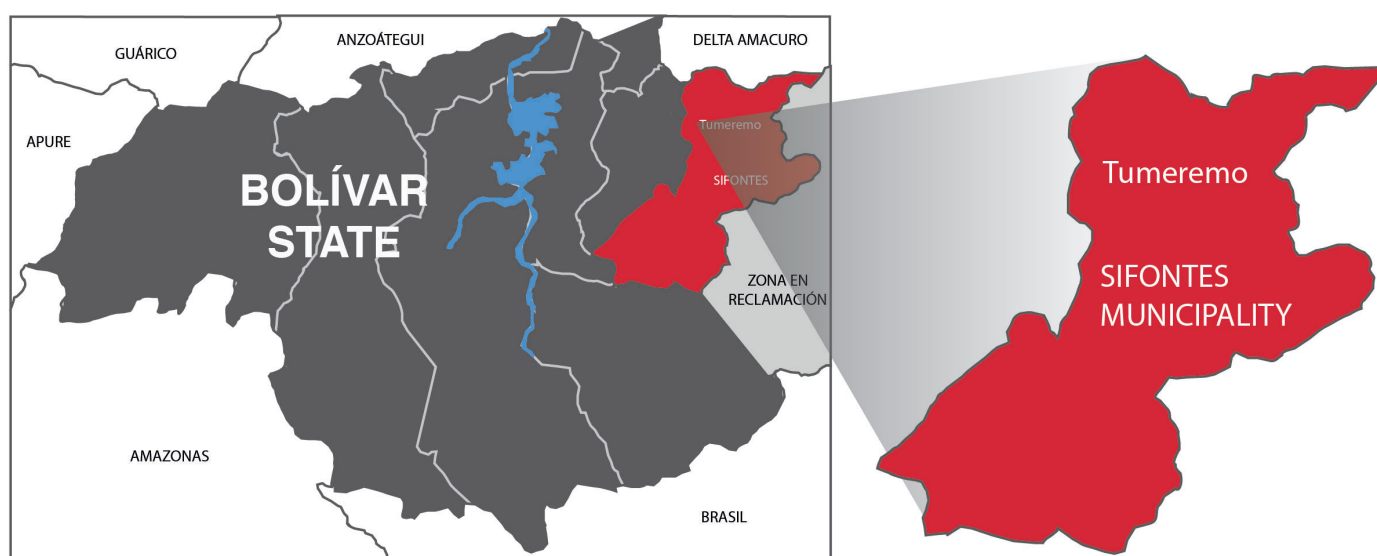 GUÁRICO
ANZOÁTEGUI
DELTA AMACURO
APURE
Tumeremo
SIFONTES
BOLÍVAR
STATE
ZONA EN
RECLAMACIÓN
AMAZONAS
BRASIL
Tumeremo
SIFONTES
MUNICIPALITY